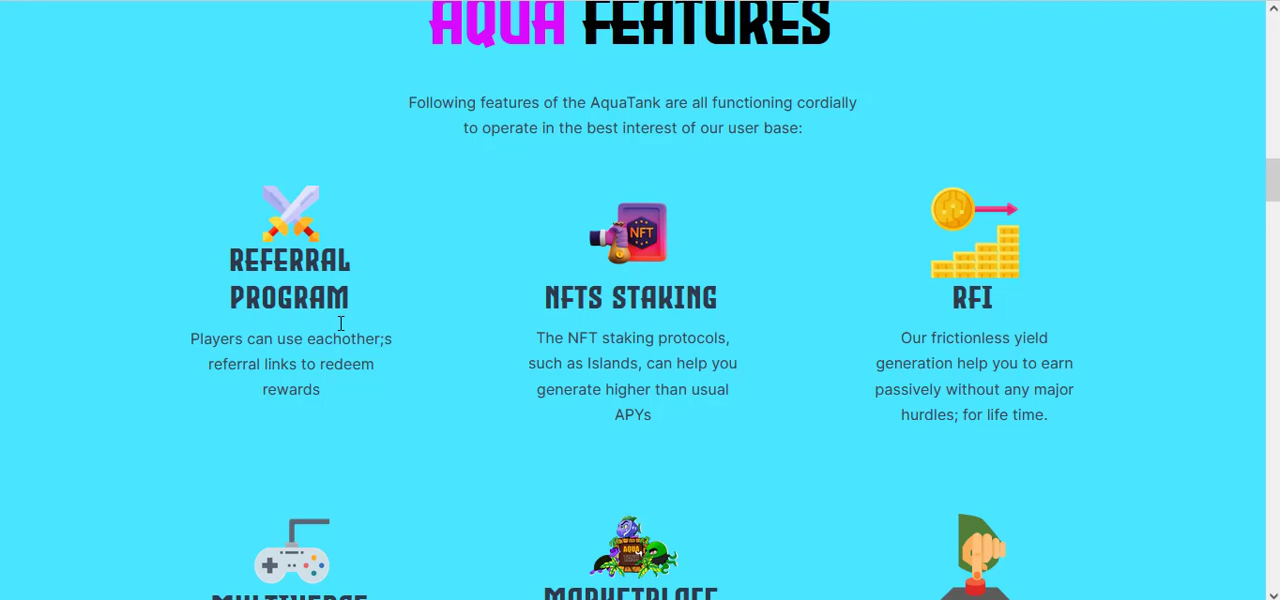 AQUA FEATURES
Following features of the AquaTank are all functioning cordially
to operate in the best interest of our user base:
REFERRAL
PROGRAM
Players can use eachother;s
referral links to redeem
rewards
NFT
NFTS STAKING
The NFT staking protocols,
such as Islands, can help you
generate higher than usual
APYs
RFI
Our frictionless yield
generation help you to earn
passively without any major
hurdles; for life time.
MULTIVERSE
AQUA
MARKETPLACE